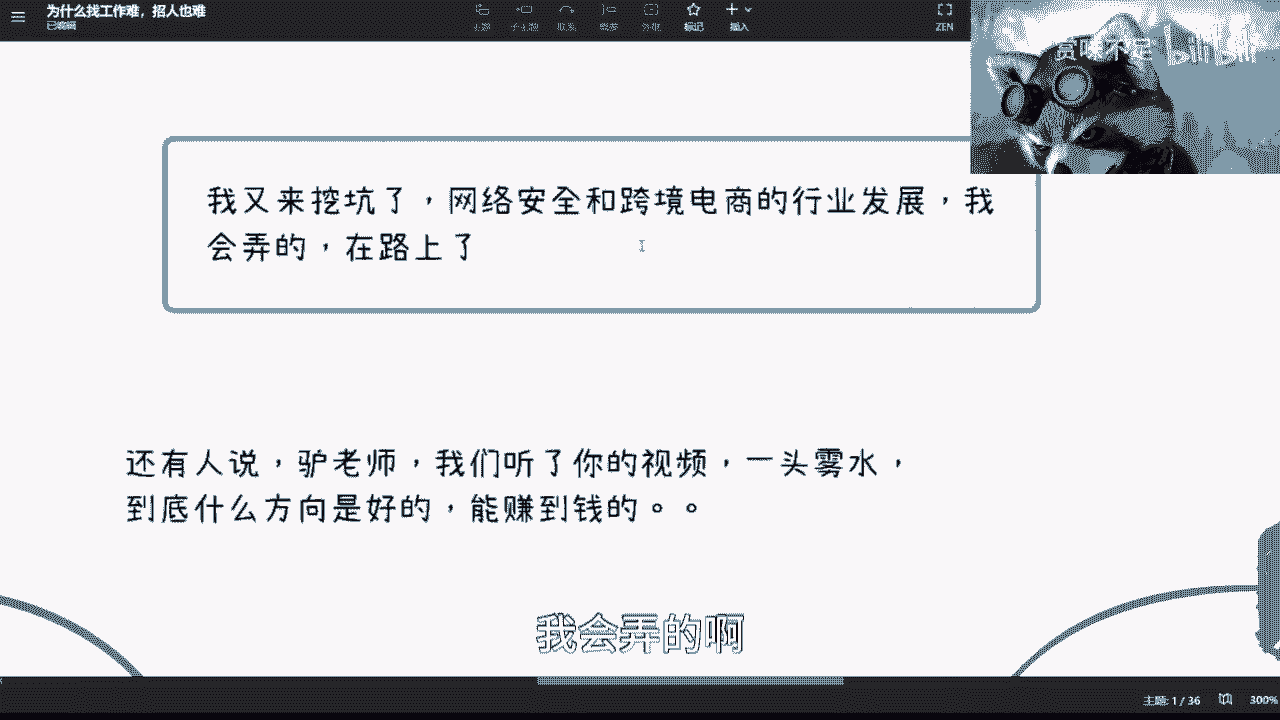 为什么找工作难，招人也难
已编辑
主题
子主题
联系
概要
外框
标记
插入
ZEN
赏味不足
bilibili
我又来挖坑了，网络安全和跨境电商的行业发展，我
会弄的，在路上了
还有人说，驴老师，我们听了你的视频，一头雾水，
到底什么方向是好的，能赚到钱的。。
我会弄的啊
主题: 1 / 36
300%